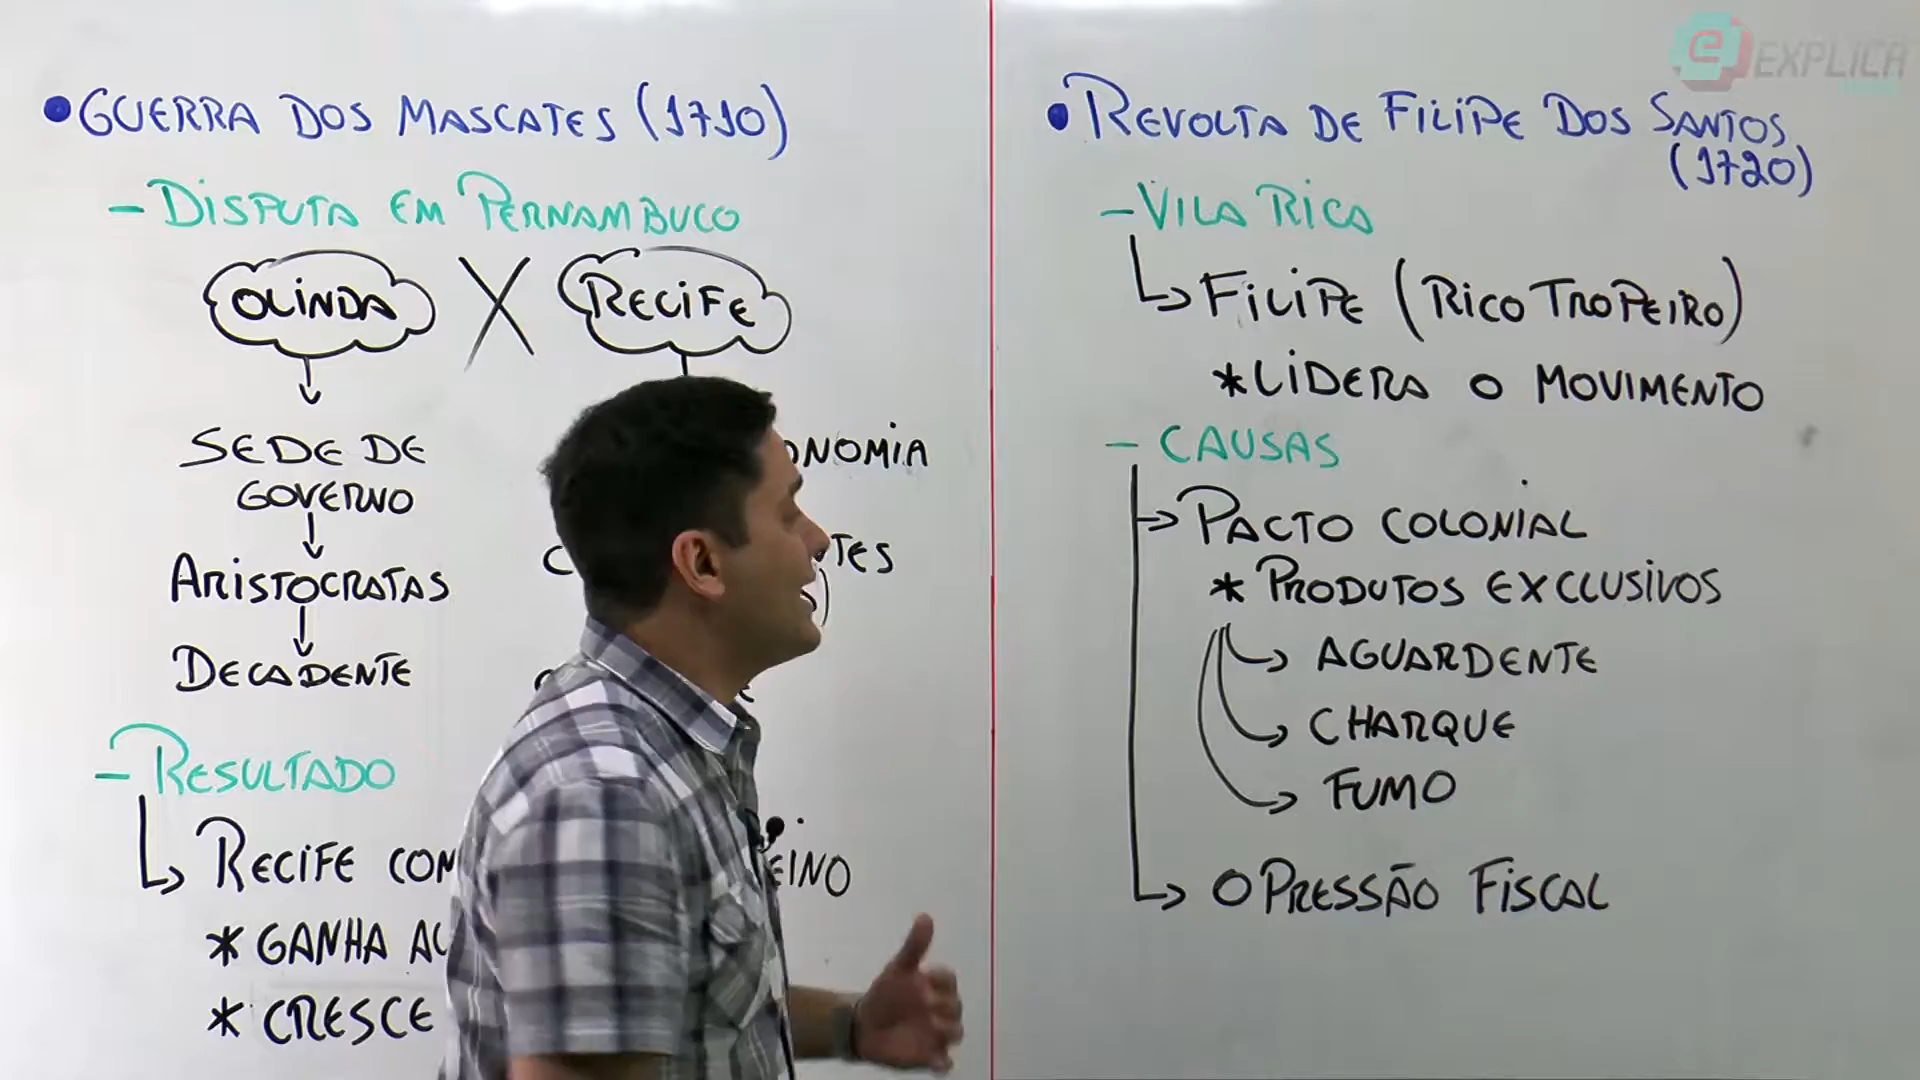 • GUERRA DOS MASCATES (1710)
- DISPUTA EM PERNAMBUCO
OLINDA X RECIFE
SEDE DE
GOVERNO
ARISTOCRATAS
DECADENTE
- RESULTADO
RECIFE
* GANHA
* CRESCE
• REVOLTA DE FILIPE DOS SANTOS
(1720)
- VILA RICA
FILIPE (RICO TROPEIRO)
* LIDERA O MOVIMENTO
- CAUSAS
PACTO COLONIAL
* PRODUTOS EXCLUSIVOS
AGUARDENTE
CHARQUE
FUMO
OPRESSÃO FISCAL
EXPLICA